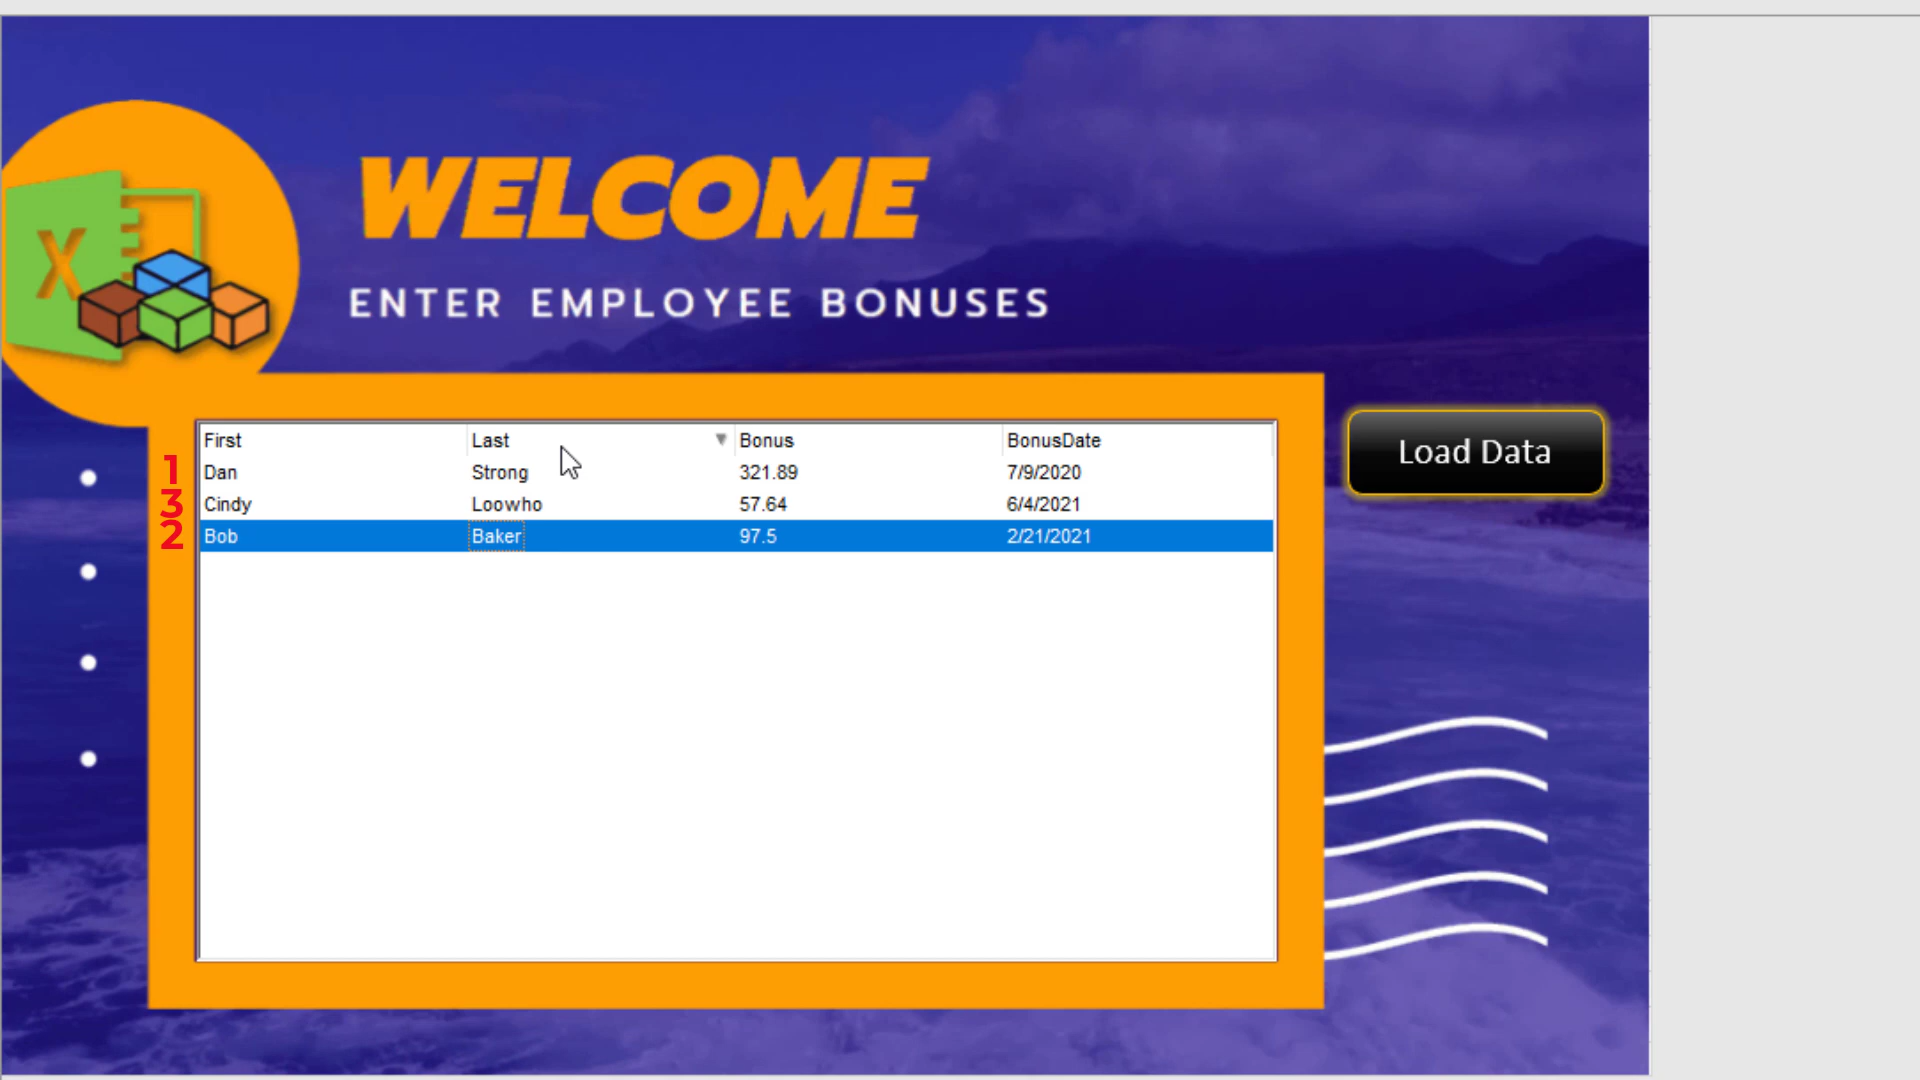 WELCOME
X
ENTER EMPLOYEE BONUSES
First Last Bonus BonusDate
Load Data
1 Dan Strong 321.89 7/9/2020
3 Cindy Loowho 57.64 6/4/2021
2 Bob Baker 97.5 2/21/2021